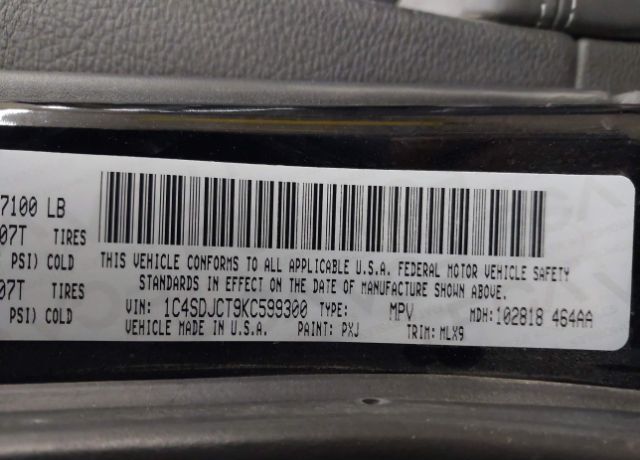 7100 LB
07T TIRES
PSI) COLD
07T TIRES
PSI) COLD
THIS VEHICLE CONFORMS TO ALL APPLICABLE U.S.A. FEDERAL MOTOR VEHICLE SAFETY
STANDARDS IN EFFECT ON THE DATE OF MANUFACTURE SHOWN ABOVE.
VIN: 1C4SDJCT9KC599300 TYPE: MPV MDH: 102818 464AA
VEHICLE MADE IN U.S.A. PAINT: PXJ TRIM: MLX9